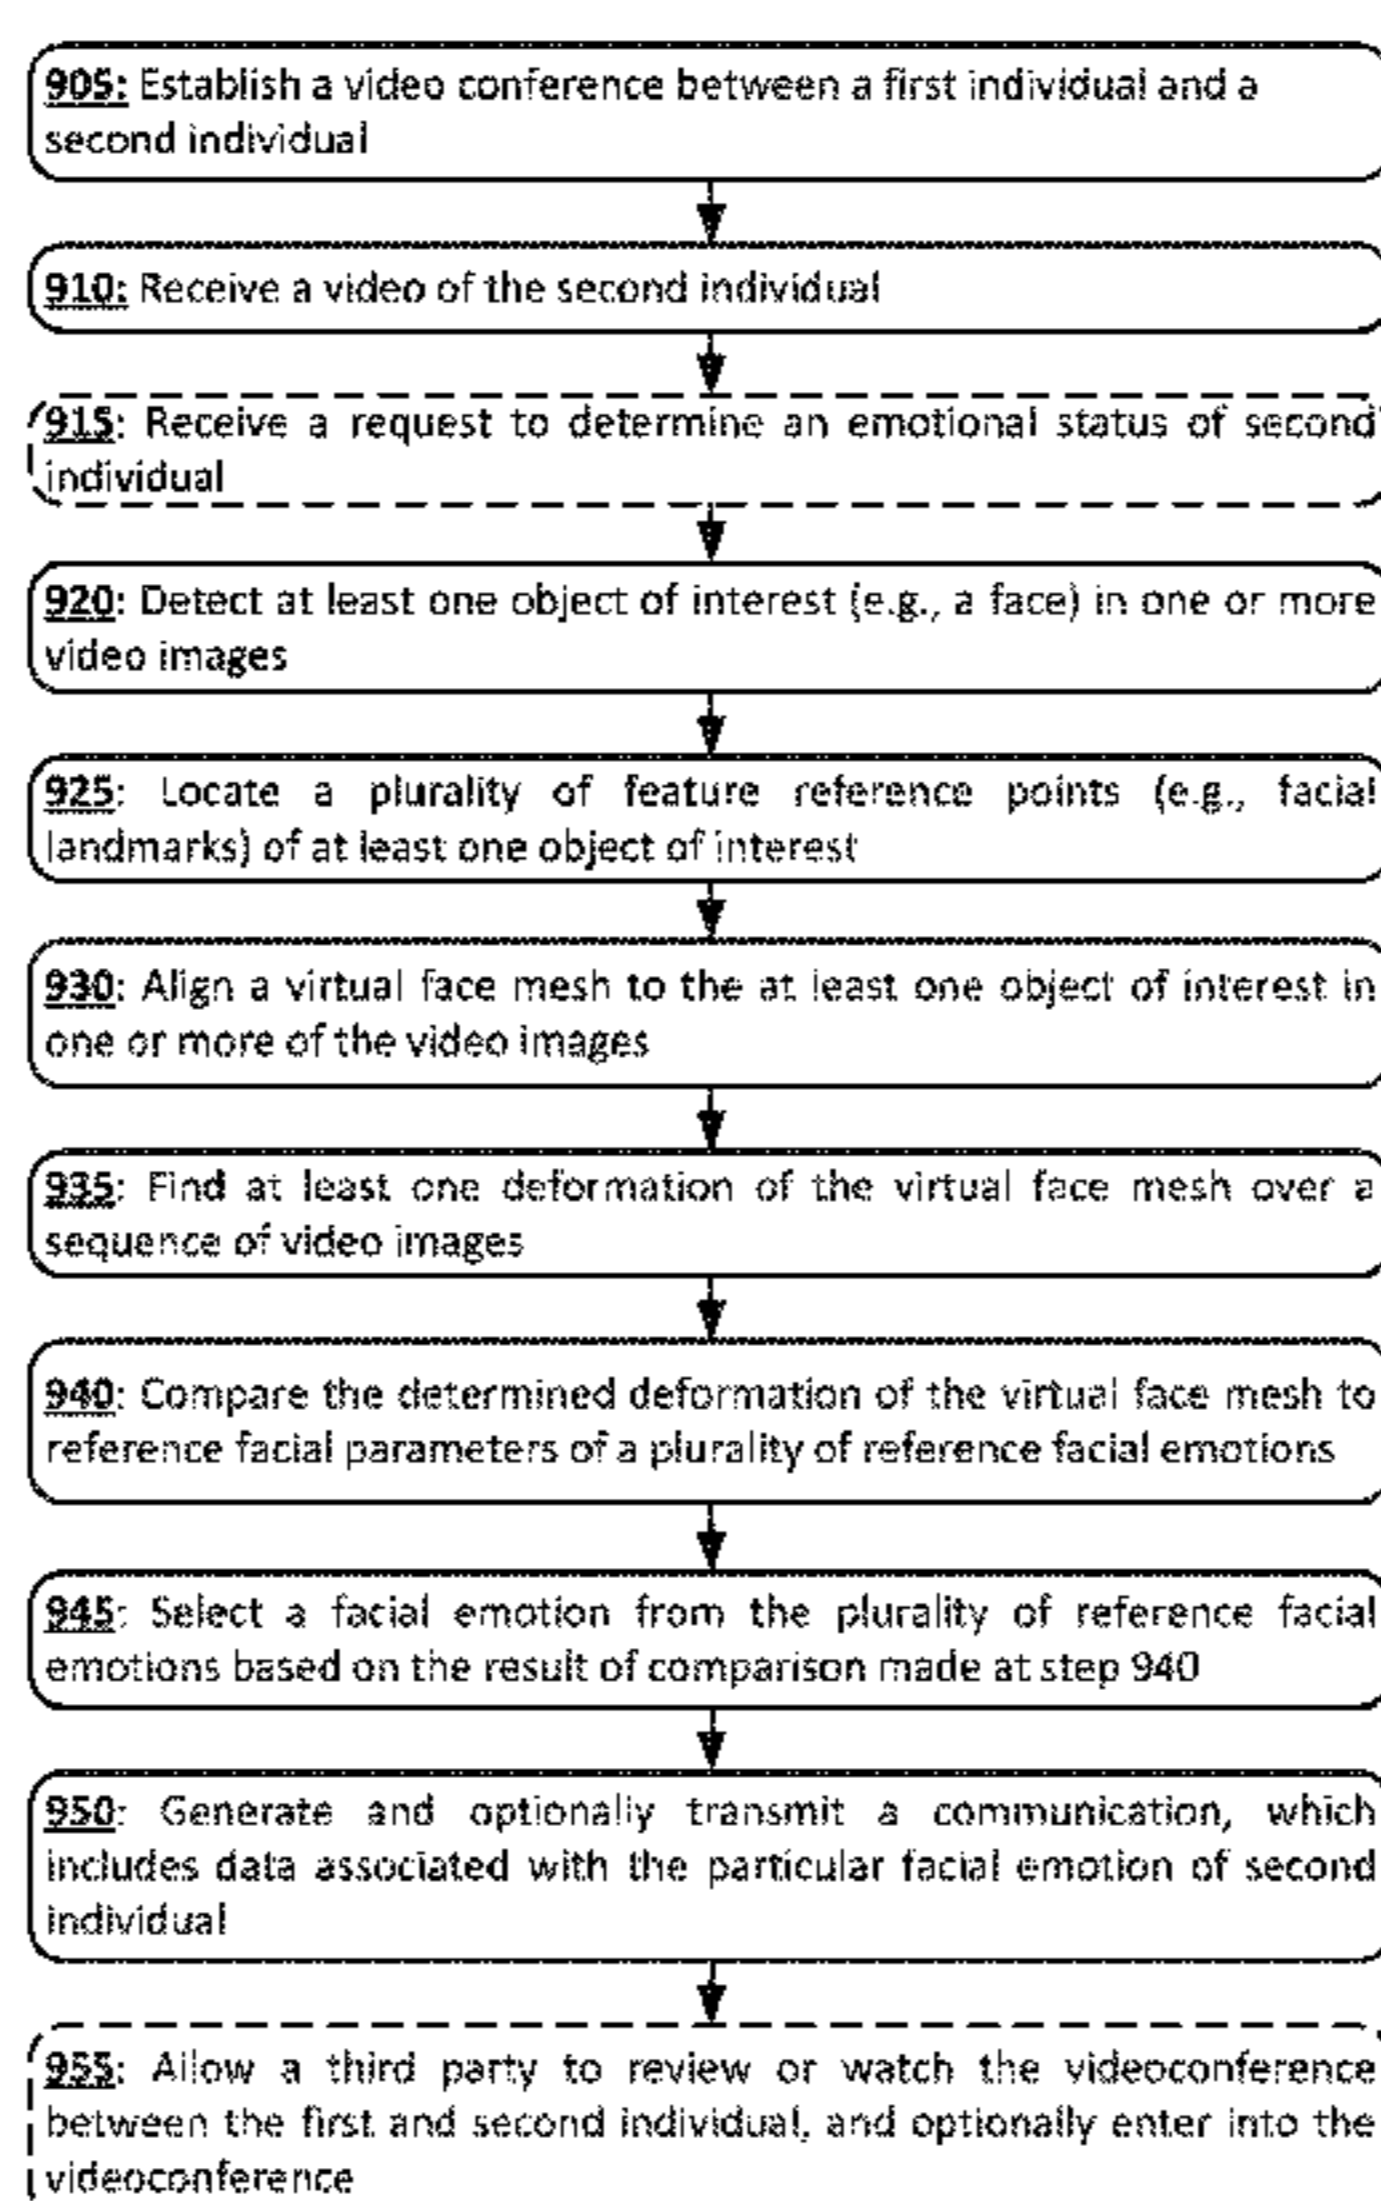 905: Establish a video conference between a first individual and a
second individual
910: Receive a video of the second individual
915: Receive a request to determine an emotional status of second
individual
920: Detect at least one object of interest (e.g., a face) in one or more
video images
925: Locate a plurality of feature reference points (e.g., facial
landmarks) of at least one object of interest
930: Align a virtual face mesh to the at least one object of interest in
one or more of the video images
935: Find at least one deformation of the virtual face mesh over a
sequence of video images
940: Compare the determined deformation of the virtual face mesh to
reference facial parameters of a plurality of reference facial emotions
945: Select a facial emotion from the plurality of reference facial
emotions based on the result of comparison made at step 940
950: Generate and optionally transmit a communication, which
includes data associated with the particular facial emotion of second
individual
955: Allow a third party to review or watch the videoconference
between the first and second individual, and optionally enter into the
videoconference